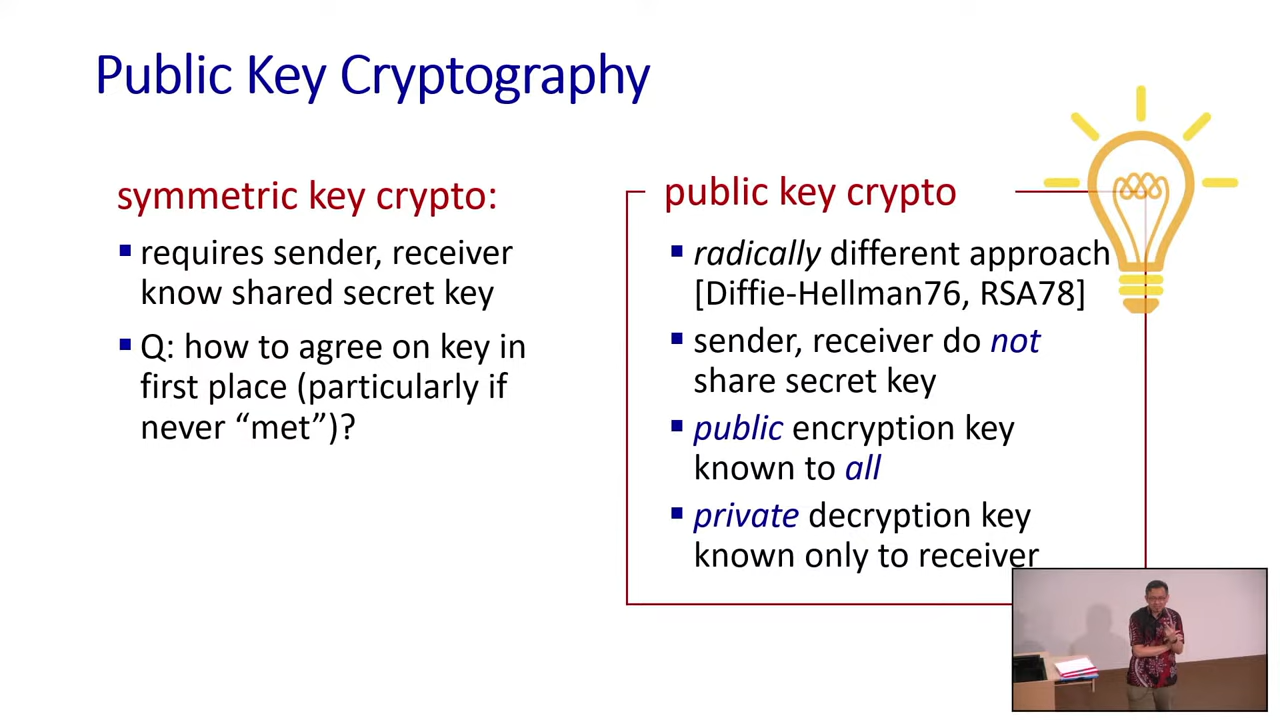 Public Key Cryptography
symmetric key crypto:
▪ requires sender, receiver
know shared secret key
▪ Q: how to agree on key in
first place (particularly if
never “met”)?
public key crypto
▪ radically different approach
[Diffie-Hellman76, RSA78]
▪ sender, receiver do not
share secret key
▪ public encryption key
known to all
▪ private decryption key
known only to receiver